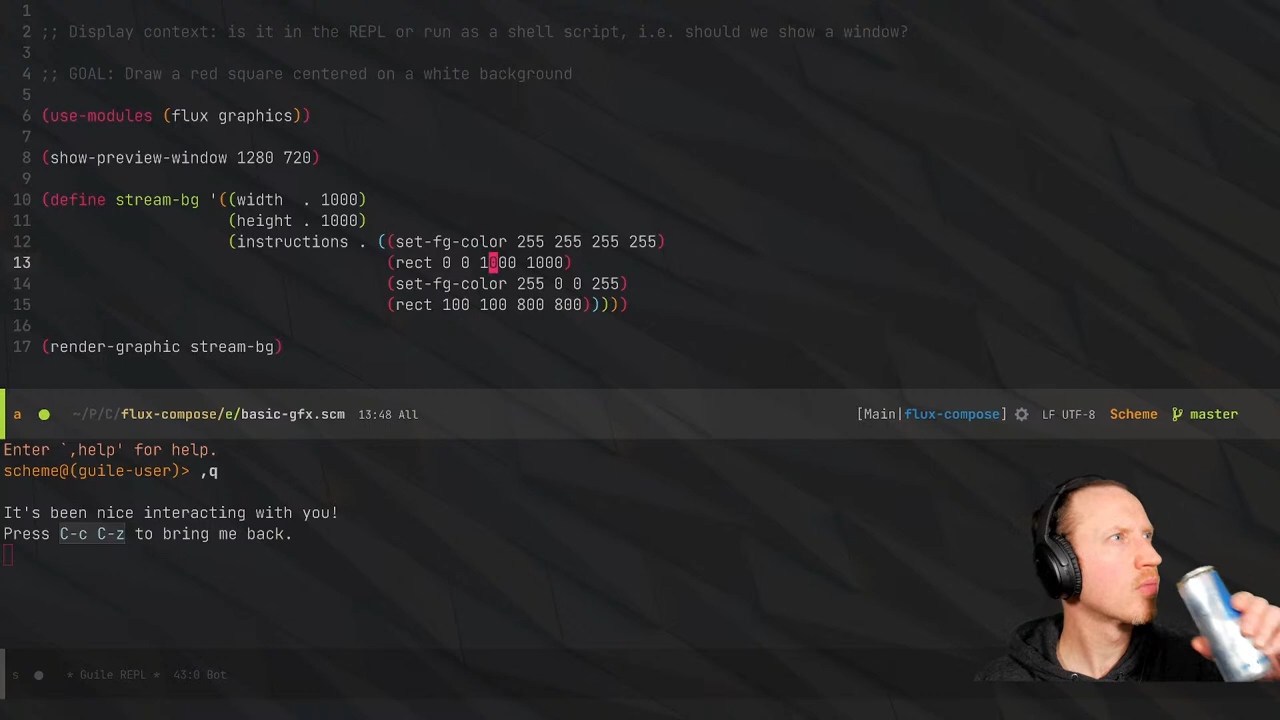 1
2 ;; Display context: is it in the REPL or run as a shell script, i.e. should we show a window?
3
4 ;; GOAL: Draw a red square centered on a white background
5
6 (use-modules (flux graphics))
7
8 (show-preview-window 1280 720)
9
10 (define stream-bg '((width  . 1000)
11                     (height . 1000)
12                     (instructions . ((set-fg-color 255 255 255 255)
13                                      (rect 0 0 1000 1000)
14                                      (set-fg-color 255 0 0 255)
15                                      (rect 100 100 800 800)))))
16
17 (render-graphic stream-bg)
a ● ~/P/C/flux-compose/e/basic-gfx.scm 13:48 All [Main|flux-compose] LF UTF-8 Scheme master
Enter `,help' for help.
scheme@(guile-user)> ,q
It's been nice interacting with you!
Press C-c C-z to bring me back.
s ● * Guile REPL * 43:0 Bot